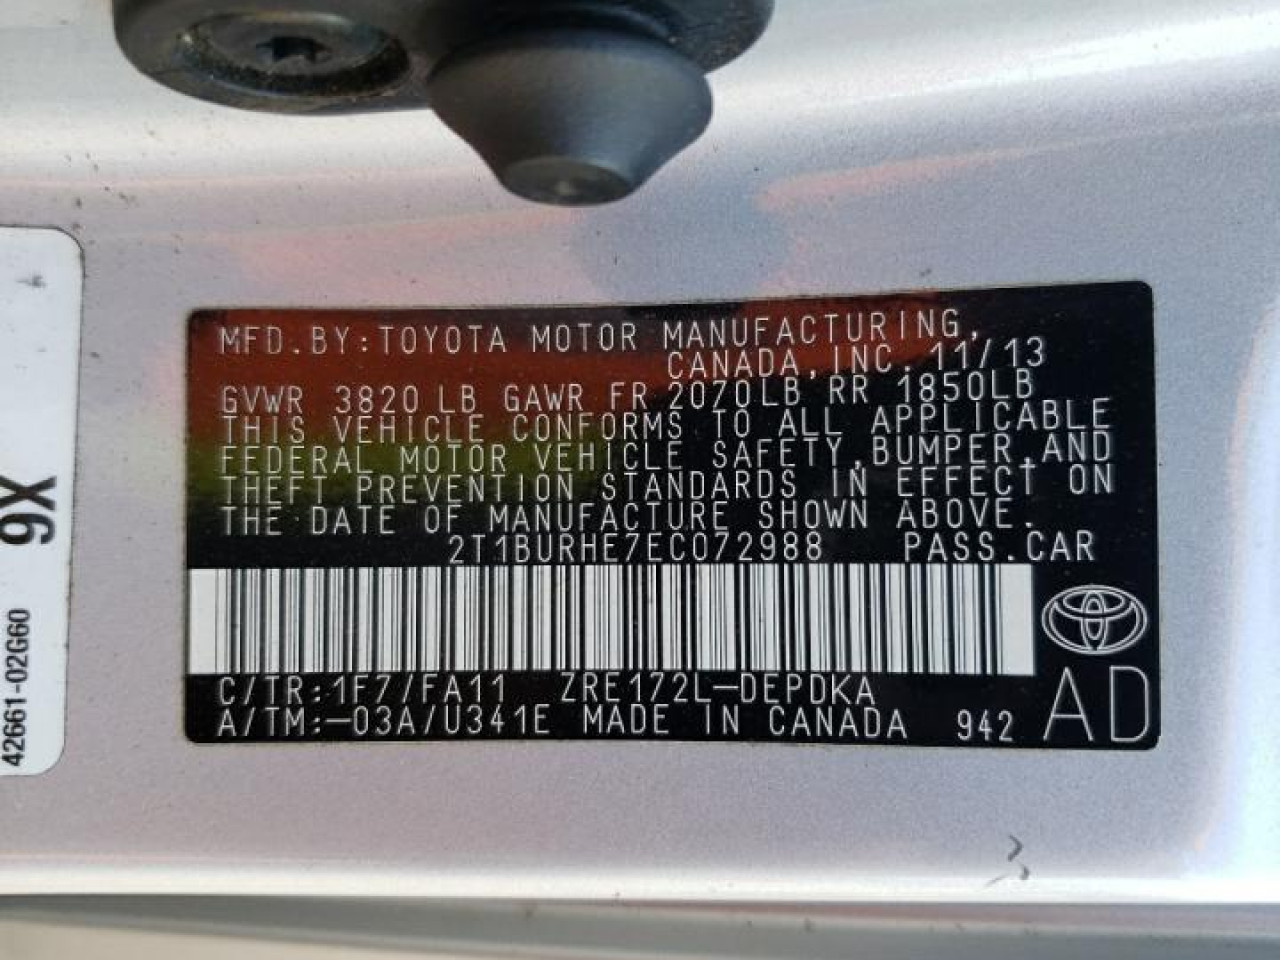 MFD.BY:TOYOTA MOTOR MANUFACTURING,
CANADA,INC. 11/13
GVWR 3820 LB GAWR FR 2070LB RR 1850LB
THIS VEHICLE CONFORMS TO ALL APPLICABLE
FEDERAL MOTOR VEHICLE SAFETY,BUMPER,AND
THEFT PREVENTION STANDARDS IN EFFECT ON
THE DATE OF MANUFACTURE SHOWN ABOVE.
2T1BURHE7EC072988 PASS.CAR
C/TR:1F7/FA11 ZRE172L-DEPDKA
A/TM:-03A/U341E MADE IN CANADA 942
AD
9X
42661-02G60